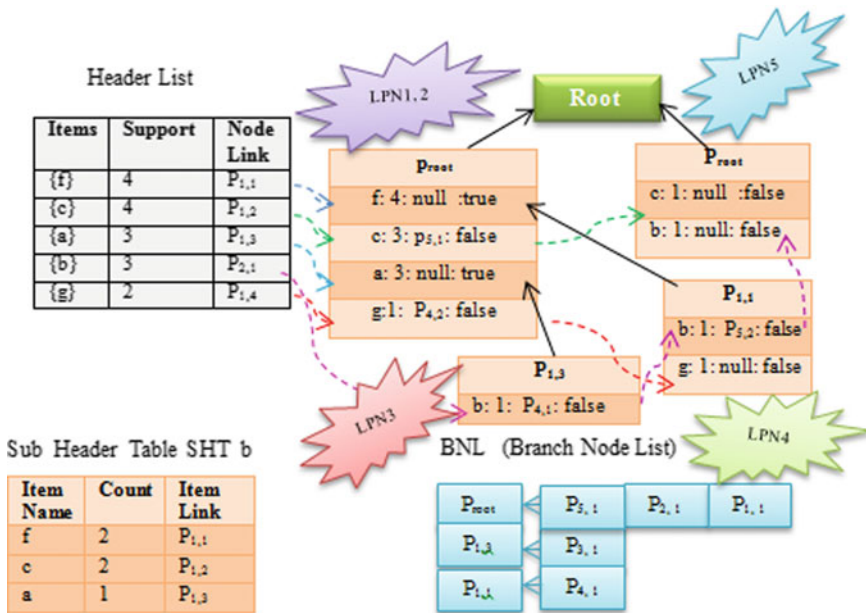 Header List
Items Support Node Link
{f} 4 P1,1
{c} 4 P1,2
{a} 3 P1,3
{b} 3 P2,1
{g} 2 P1,4
LPN1,2
Root
LPN5
Proot
f: 4: null :true
c: 3: P5,1: false
a: 3: null: true
g:1: P4,2: false
Proot
c: 1: null :false
b: 1: null: false
P1,1
b: 1: P5,2: false
g: 1: null: false
P1,3
b: 1: P4,1: false
LPN3
LPN4
Sub Header Table SHT b
Item Name Count Item Link
f 2 P1,1
c 2 P1,2
a 1 P1,3
BNL (Branch Node List)
Proot P5, 1 P2, 1 P1, 1
P1,3 P3, 1
P1,1 P4, 1